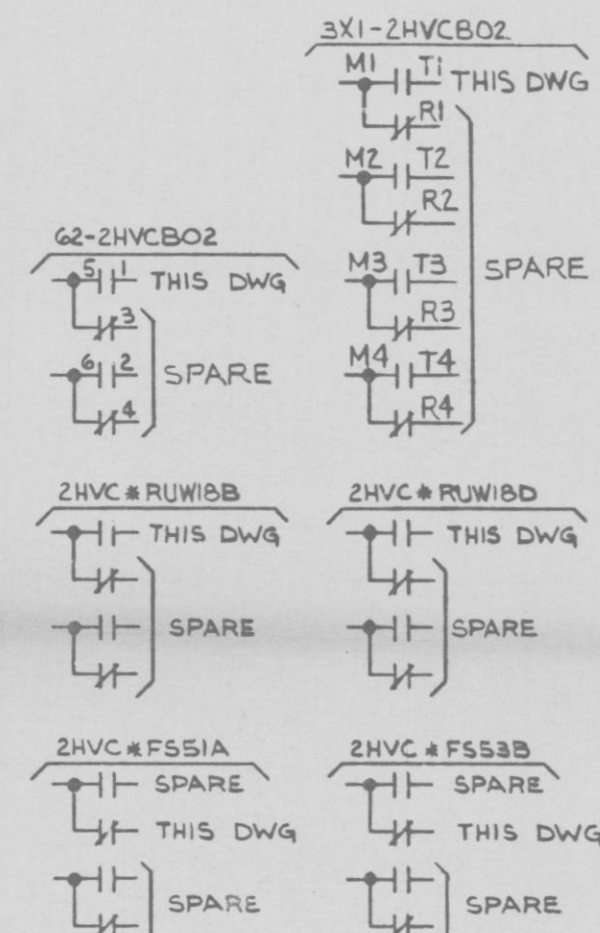 3X1-2HVCB02
M1 T1 THIS DWG
R1
M2 T2
R2
M3 T3 SPARE
R3
M4 T4
R4
62-2HVCB02
5 1 THIS DWG
3
6 2 SPARE
4
2HVC*RUW18B
THIS DWG
SPARE
2HVC*RUW18D
THIS DWG
SPARE
2HVC*FS51A
SPARE
THIS DWG
SPARE
2HVC*FS53B
SPARE
THIS DWG
SPARE